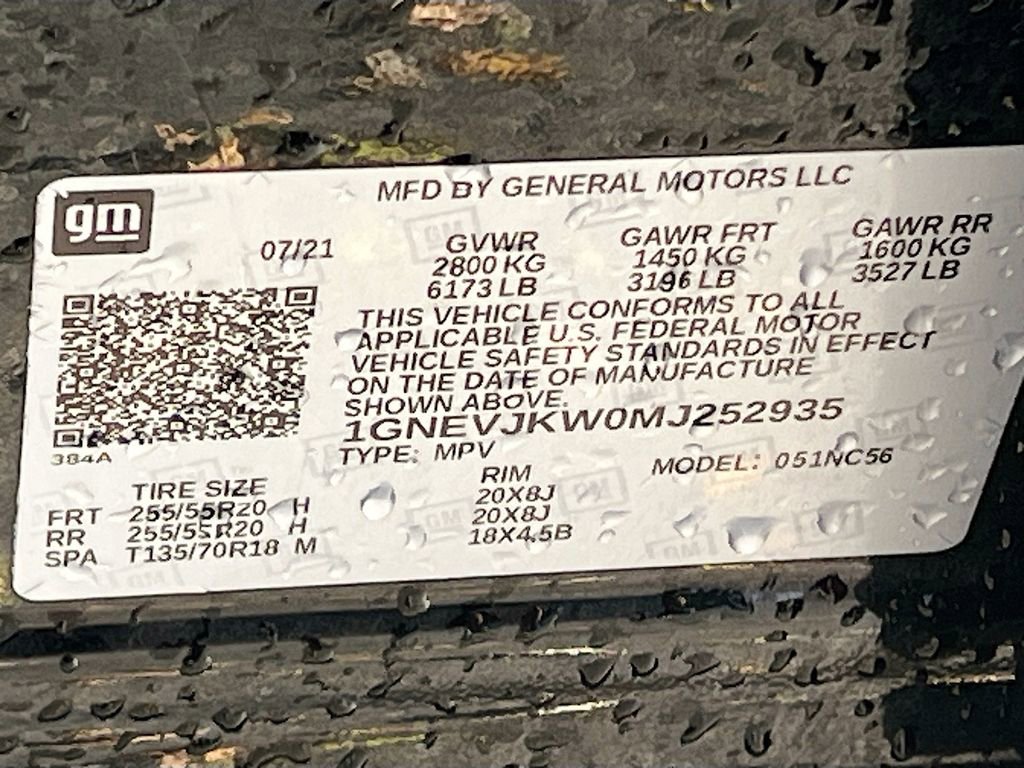 MFD BY GENERAL MOTORS LLC
gm
07/21 GVWR GAWR FRT GAWR RR
2800 KG 1450 KG 1600 KG
6173 LB 3196 LB 3527 LB
THIS VEHICLE CONFORMS TO ALL
APPLICABLE U.S. FEDERAL MOTOR
VEHICLE SAFETY STANDARDS IN EFFECT
ON THE DATE OF MANUFACTURE
SHOWN ABOVE.
1GNEVJKW0MJ252935
384A
TYPE: MPV MODEL: 051NC56
TIRE SIZE RIM
FRT 255/55R20 H 20X8J
RR 255/55R20 H 20X8J
SPA T135/70R18 M 18X4.5B